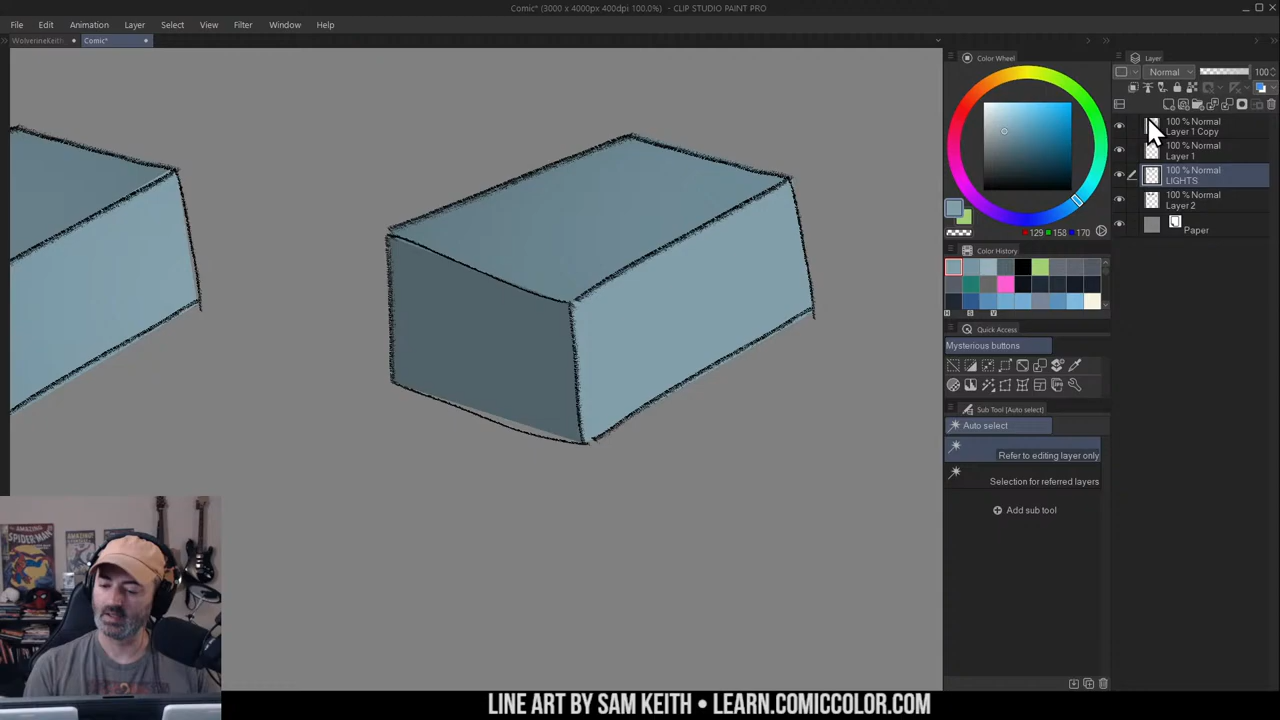 Comic* (3000 x 4000px 400dpi 100.0%) - CLIP STUDIO PAINT PRO
File Edit Animation Layer Select View Filter Window Help
WolverineKeith Comic*
Color Wheel
129 158 170
Color History
Quick Access
Mysterious buttons
Sub Tool [Auto select]
Auto select
Refer to editing layer only
Selection for referred layers
Add sub tool
Layer
Normal 100
100 % Normal
Layer 1 Copy
100 % Normal
Layer 1
100 % Normal
LIGHTS
100 % Normal
Layer 2
Paper
AMAZING
SPIDER-MAN
LINE ART BY SAM KEITH • LEARN.COMICCOLOR.COM